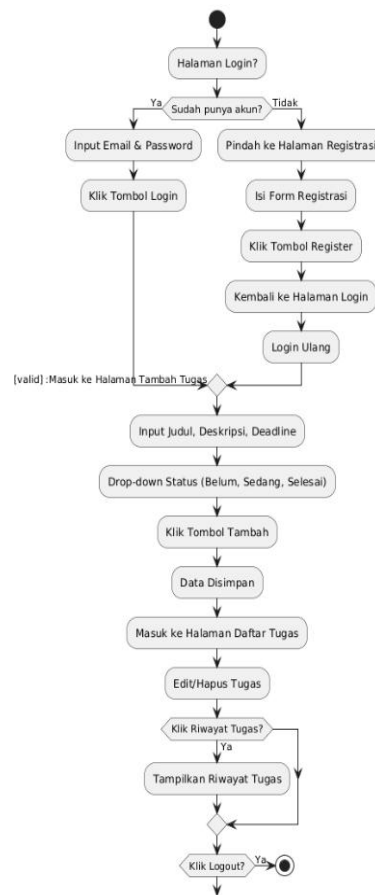 Halaman Login?
Ya
Sudah punya akun?
Tidak
Input Email & Password
Pindah ke Halaman Registrasi
Klik Tombol Login
Isi Form Registrasi
Klik Tombol Register
Kembali ke Halaman Login
Login Ulang
[valid] :Masuk ke Halaman Tambah Tugas
Input Judul, Deskripsi, Deadline
Drop-down Status (Belum, Sedang, Selesai)
Klik Tombol Tambah
Data Disimpan
Masuk ke Halaman Daftar Tugas
Edit/Hapus Tugas
Klik Riwayat Tugas?
Ya
Tampilkan Riwayat Tugas
Klik Logout?
Ya